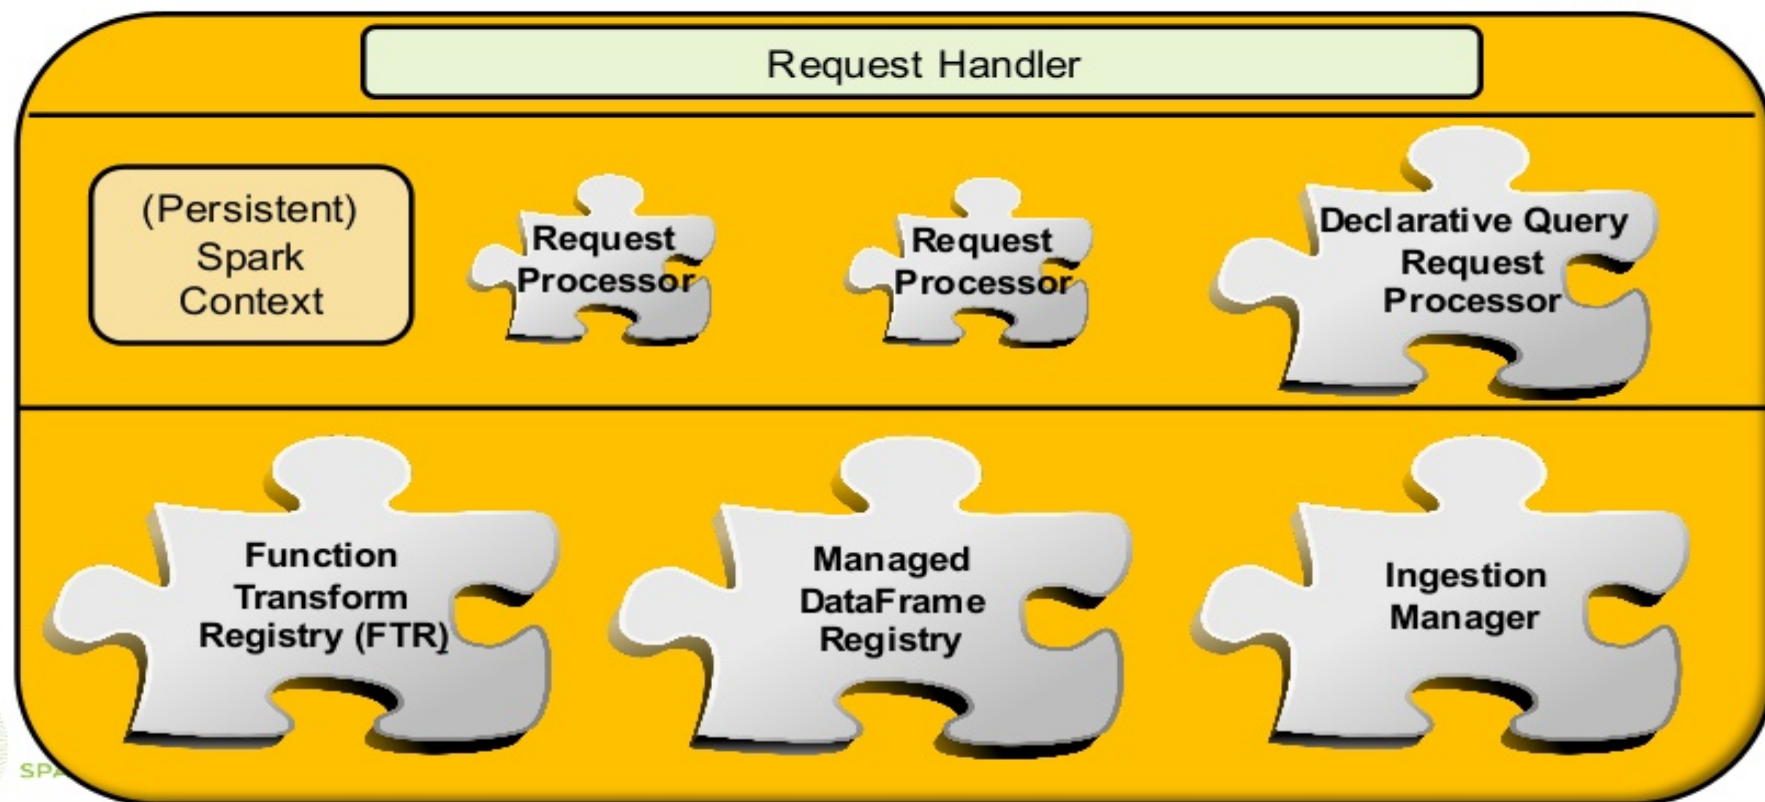 Request Handler
(Persistent)
Spark
Context
Request
Processor
Request
Processor
Declarative Query
Request
Processor
Function
Transform
Registry (FTR)
Managed
DataFrame
Registry
Ingestion
Manager